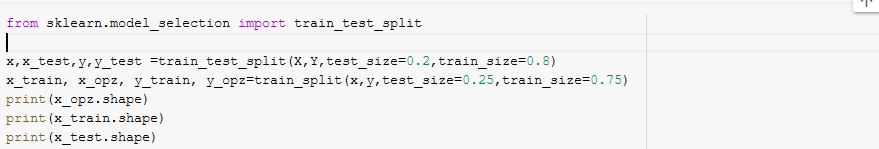 from sklearn.model_selection import train_test_split
x,x_test,y,y_test =train_test_split(X,Y,test_size=0.2,train_size=0.8)
x_train, x_opz, y_train, y_opz=train_split(x,y,test_size=0.25,train_size=0.75)
print(x_opz.shape)
print(x_train.shape)
print(x_test.shape)